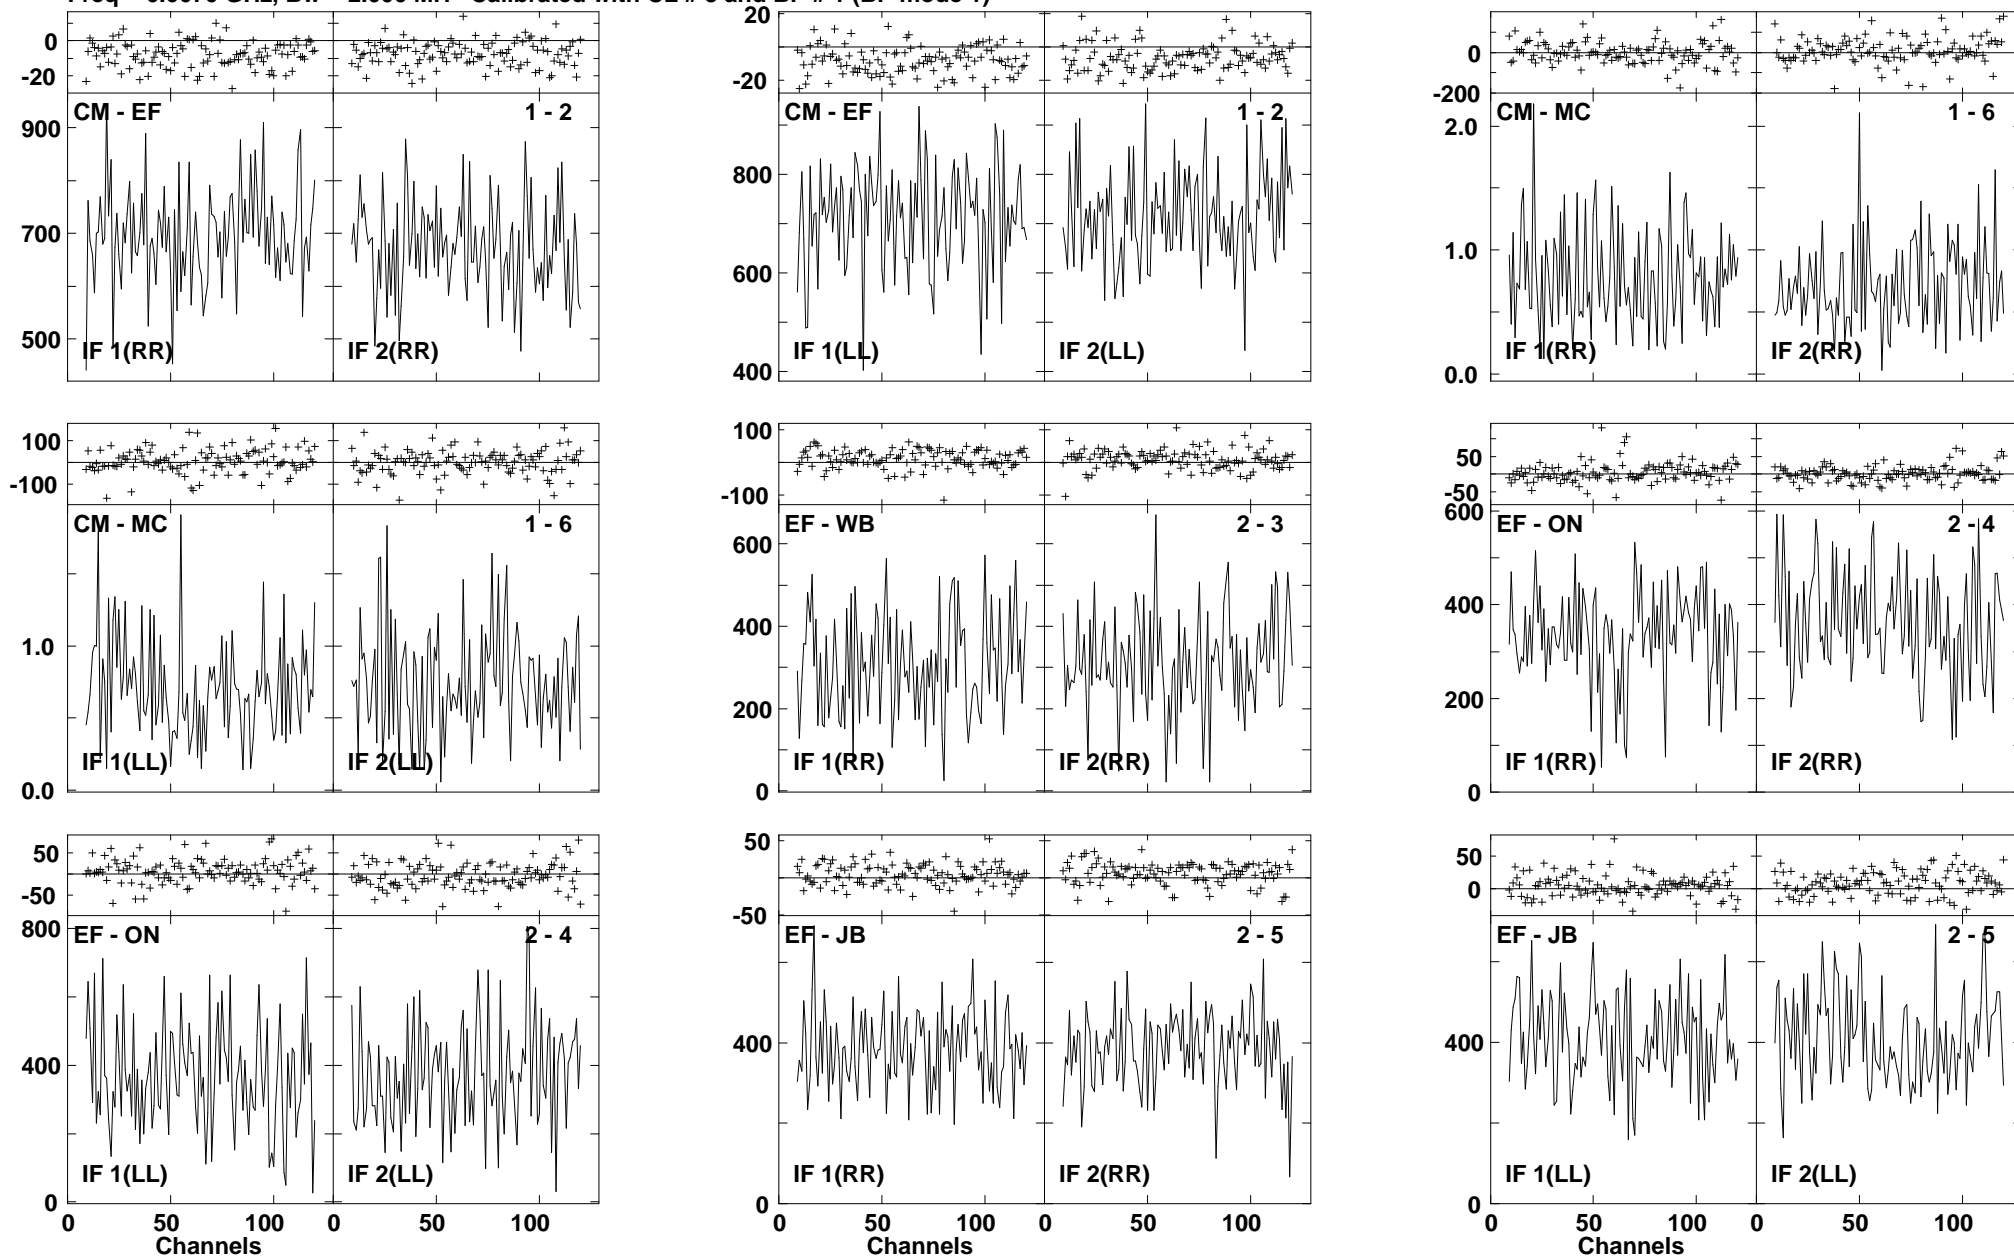 0
-20
CM - EF
1 - 2
900
700
500
IF 1(RR)
IF 2(RR)
20
-20
CM - EF
1 - 2
800
600
400
IF 1(LL)
IF 2(LL)
0
-200
CM - MC
1 - 6
2.0
1.0
0.0
IF 1(RR)
IF 2(RR)
100
-100
CM - MC
1 - 6
1.0
0.0
IF 1(LL)
IF 2(LL)
100
-100
EF - WB
2 - 3
600
400
200
0
IF 1(RR)
IF 2(RR)
50
-50
600
EF - ON
2 - 4
400
200
0
IF 1(RR)
IF 2(RR)
50
-50
800
EF - ON
2 - 4
400
0
IF 1(LL)
IF 2(LL)
0 50 100 0 50 100
Channels
50
-50
EF - JB
2 - 5
400
0
IF 1(RR)
IF 2(RR)
0 50 100 0 50 100
Channels
50
0
EF - JB
2 - 5
400
0
IF 1(LL)
IF 2(LL)
0 50 100 0 50 100
Channels